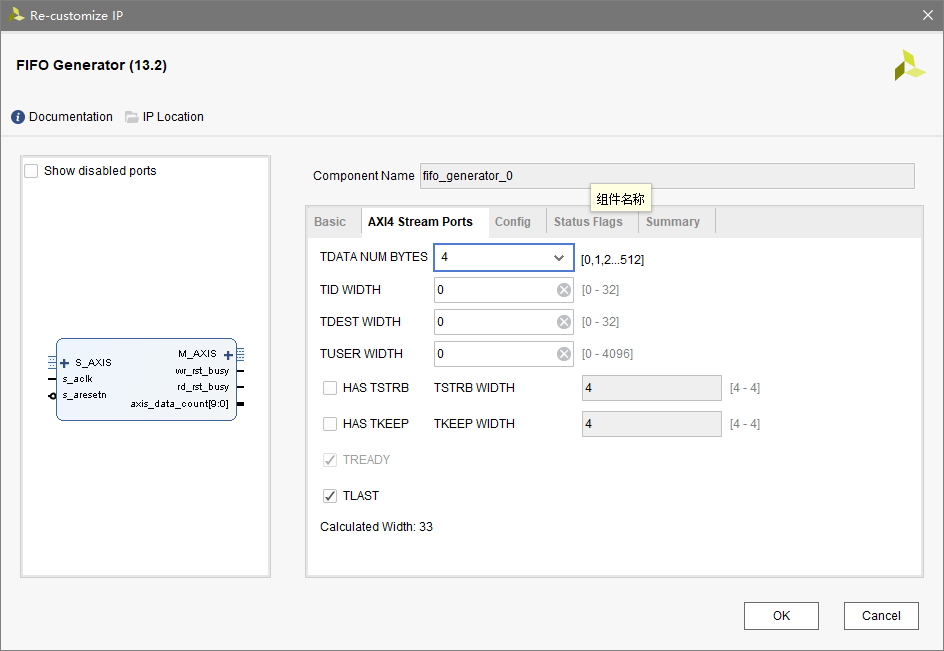 Re-customize IP
FIFO Generator (13.2)
Documentation IP Location
Show disabled ports
S_AXIS
s_aclk
s_aresetn
M_AXIS
wr_rst_busy
rd_rst_busy
axis_data_count[9:0]
Component Name fifo_generator_0
组件名称
Basic AXI4 Stream Ports Config Status Flags Summary
TDATA NUM BYTES 4 [0,1,2...512]
TID WIDTH 0 [0 - 32]
TDEST WIDTH 0 [0 - 32]
TUSER WIDTH 0 [0 - 4096]
HAS TSTRB TSTRB WIDTH 4 [4 - 4]
HAS TKEEP TKEEP WIDTH 4 [4 - 4]
TREADY
TLAST
Calculated Width: 33
OK Cancel